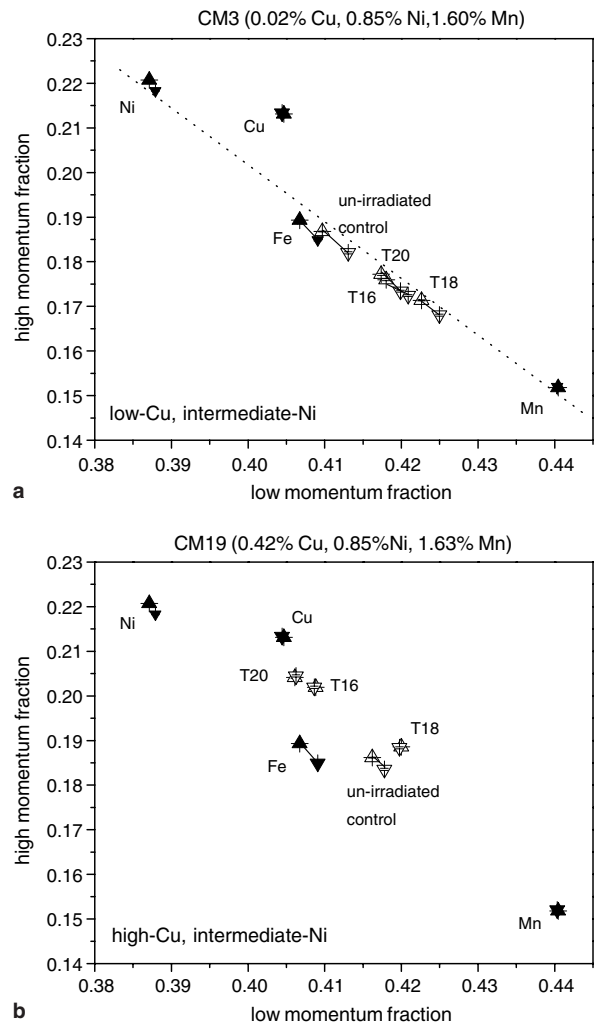 CM3 (0.02% Cu, 0.85% Ni,1.60% Mn)
0.23
0.22
0.21
0.20
0.19
0.18
0.17
0.16
0.15
0.14
high momentum fraction
Ni
Cu
un-irradiated
control
Fe
T20
T16
T18
Mn
low-Cu, intermediate-Ni
0.38 0.39 0.40 0.41 0.42 0.43 0.44
low momentum fraction
a
CM19 (0.42% Cu, 0.85%Ni, 1.63% Mn)
0.23
0.22
0.21
0.20
0.19
0.18
0.17
0.16
0.15
0.14
high momentum fraction
Ni
Cu
T20
T16
T18
Fe
un-irradiated
control
Mn
high-Cu, intermediate-Ni
0.38 0.39 0.40 0.41 0.42 0.43 0.44
low momentum fraction
b